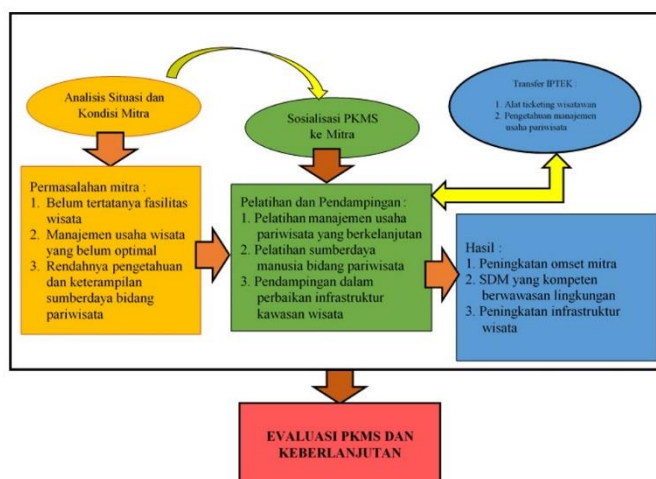 Analisis Situasi dan
Kondisi Mitra
Sosialisasi PKMS
ke Mitra
Transfer IPTEK :
1. Alat ticketing wisatawan
2. Pengetahuan manajemen
usaha pariwisata
Permasalahan mitra :
1. Belum tertatanya fasilitas
wisata
2. Manajemen usaha wisata
yang belum optimal
3. Rendahnya pengetahuan
dan keterampilan
sumberdaya bidang
pariwisata
Pelatihan dan Pendampingan :
1. Pelatihan manajemen usaha
pariwisata yang berkelanjutan
2. Pelatihan sumberdaya
manusia bidang pariwisata
3. Pendampingan dalam
perbaikan infrastruktur
kawasan wisata
Hasil :
1. Peningkatan omset mitra
2. SDM yang kompeten
berwawasan lingkungan
3. Peningkatan infrastruktur
wisata
EVALUASI PKMS DAN
KEBERLANJUTAN